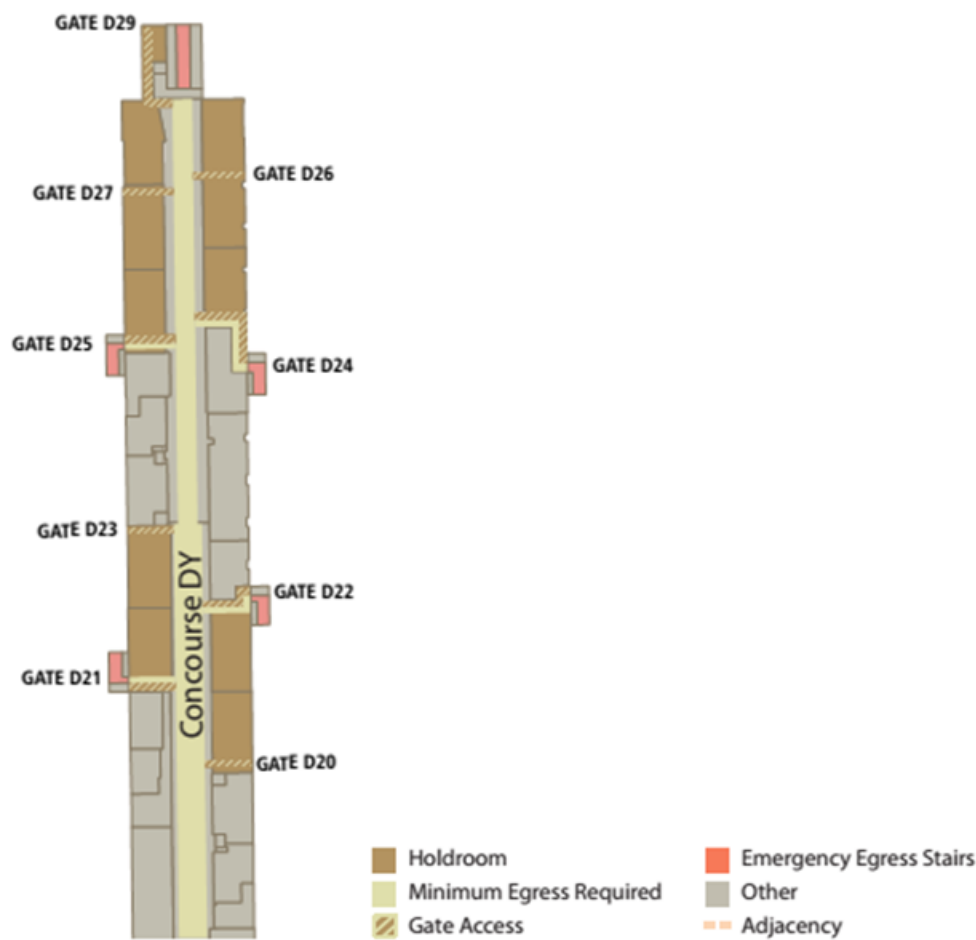 GATE D29
GATE D26
GATE D27
GATE D25
GATE D24
GATE D23
Concourse DY
GATE D22
GATE D21
GATE D20
Holdroom
Minimum Egress Required
Gate Access
Emergency Egress Stairs
Other
Adjacency